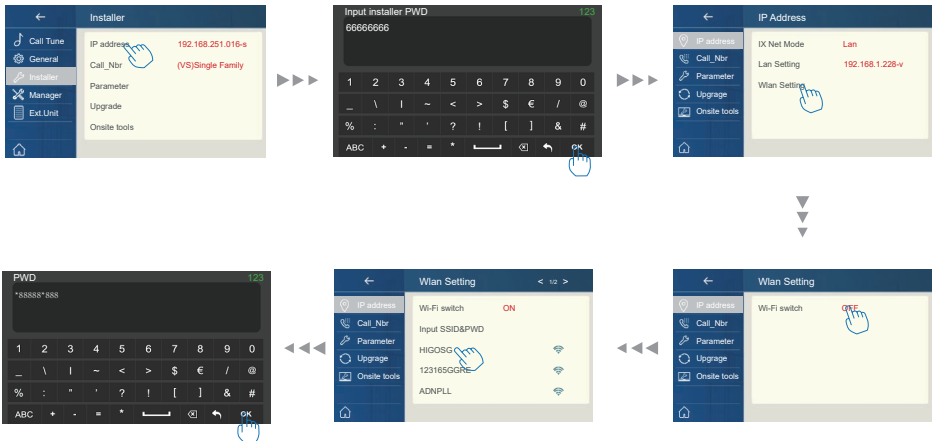 Installer
Call Tune
General
Installer
Manager
Ext.Unit
IP address 192.168.251.016-s
Call_Nbr (VS)Single Family
Parameter
Upgrade
Onsite tools
Input installer PWD 123
66666666
1 2 3 4 5 6 7 8 9 0
_ \ | ~ < > $ € / @
% : " ' ? ! [ ] & #
ABC + - = * OK
IP Address
IP address
Call_Nbr
Parameter
Upgrage
Onsite tools
IX Net Mode Lan
Lan Setting 192.168.1.228-v
Wlan Setting
PWD 123
*88888*888
1 2 3 4 5 6 7 8 9 0
_ \ | ~ < > $ € / @
% : " ' ? ! [ ] & #
ABC + - = * OK
Wlan Setting < 1/2 >
IP address
Call_Nbr
Parameter
Upgrage
Onsite tools
Wi-Fi switch ON
Input SSID&PWD
HIGOSG
123165GGRE
ADNPLL
Wlan Setting
IP address
Call_Nbr
Parameter
Upgrage
Onsite tools
Wi-Fi switch OFF